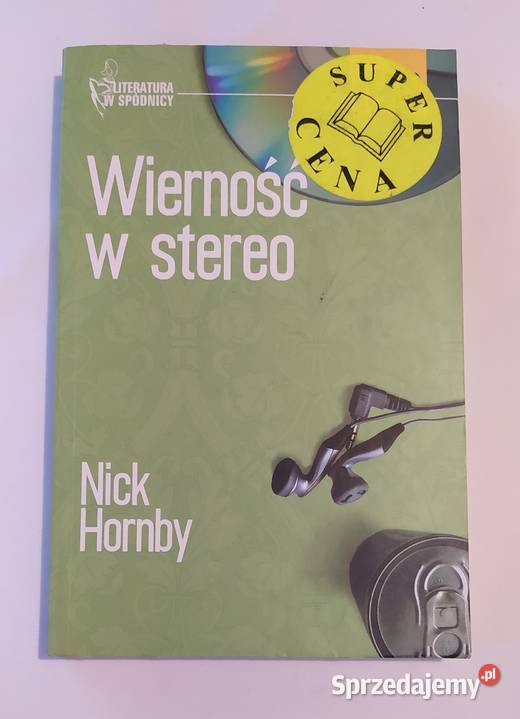 LITERATURA
W SPÓDNICY
SUPER
CENA
Wierność
w stereo
Nick
Hornby
Sprzedajemy.pl